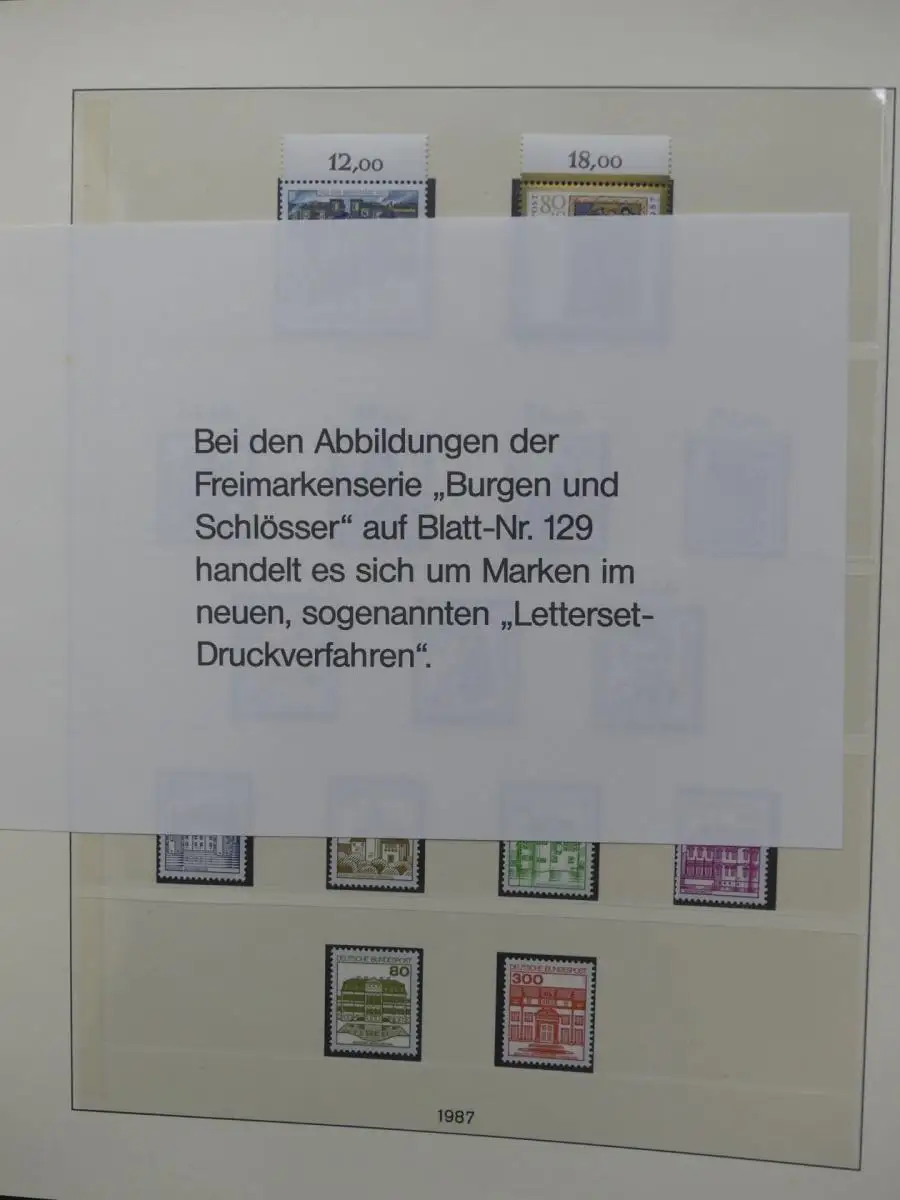 12,00
18,00
80
Bei den Abbildungen der
Freimarkenserie „Burgen und
Schlösser“ auf Blatt-Nr. 129
handelt es sich um Marken im
neuen, sogenannten „Letterset-
Druckverfahren“.
DEUTSCHE BUNDESPOST
80
DEUTSCHE BUNDESPOST
300
1987